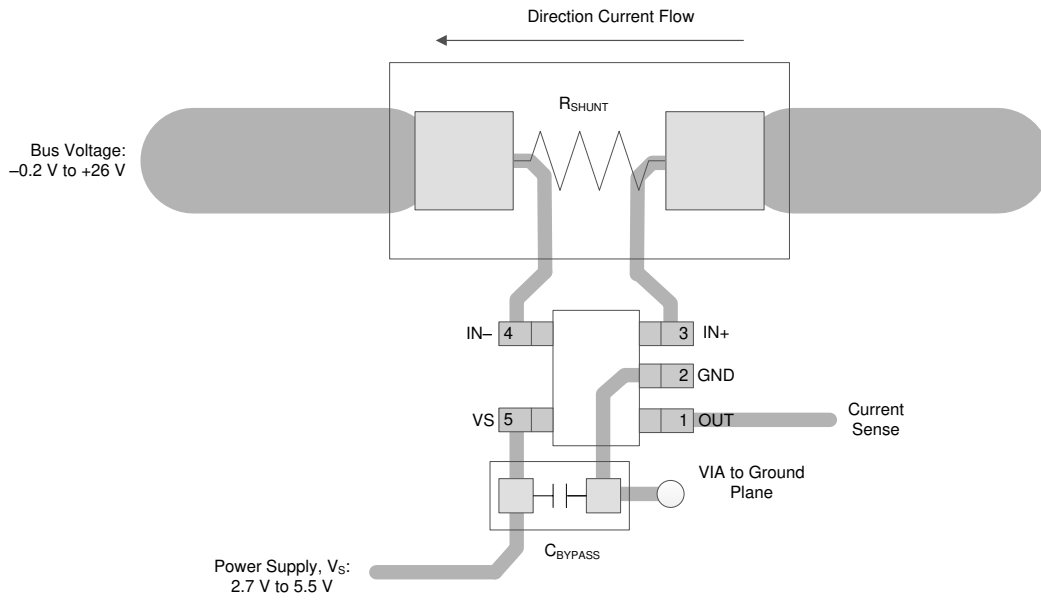 Direction Current Flow
RSHUNT
Bus Voltage:
–0.2 V to +26 V
IN–
4
3
IN+
2
GND
VS
5
1
OUT
Current
Sense
VIA to Ground
Plane
CBYPASS
Power Supply, VS:
2.7 V to 5.5 V